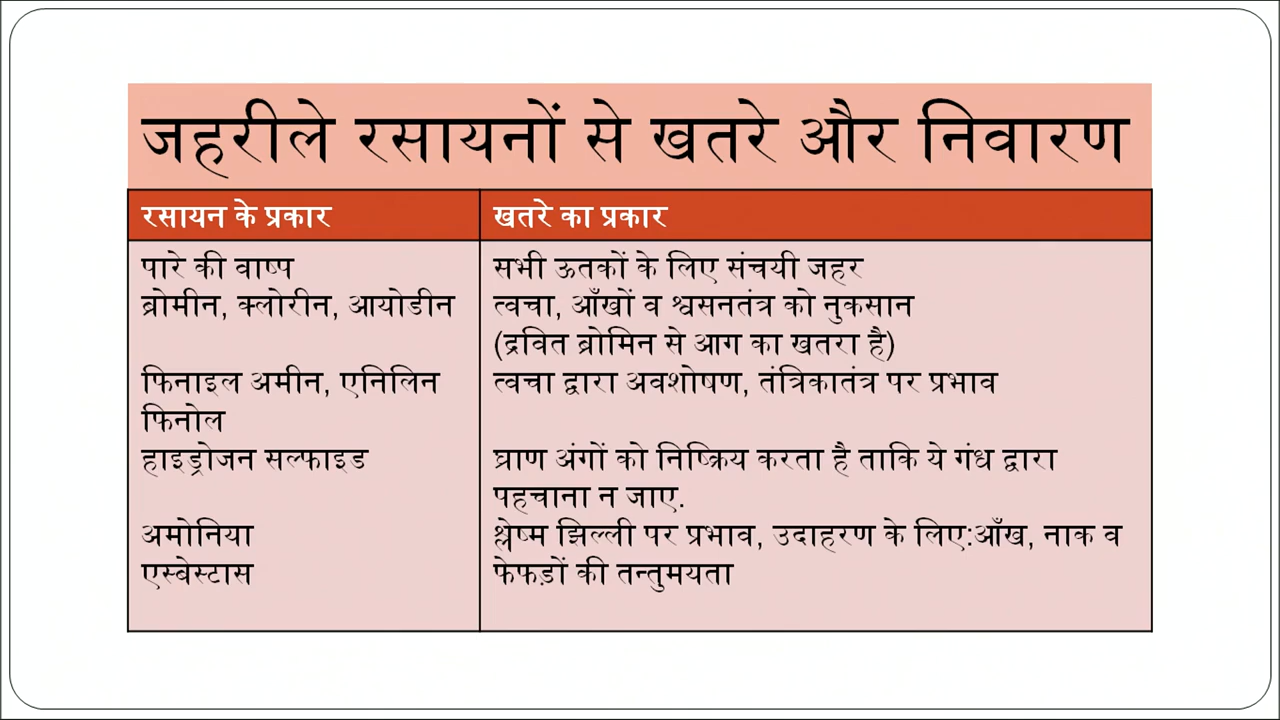 जहरीले रसायनों से खतरे और निवारण
रसायन के प्रकार
खतरे का प्रकार
पारे की वाष्प
सभी ऊतकों के लिए संचयी जहर
ब्रोमीन, क्लोरीन, आयोडीन
त्वचा, आँखों व श्वसनतंत्र को नुकसान
(द्रवित ब्रोमिन से आग का खतरा है)
फिनाइल अमीन, एनिलिन
त्वचा द्वारा अवशोषण, तंत्रिकातंत्र पर प्रभाव
फिनोल
हाइड्रोजन सल्फाइड
घ्राण अंगों को निष्क्रिय करता है ताकि ये गंध द्वारा
पहचाना न जाए.
अमोनिया
श्लेष्म झिल्ली पर प्रभाव, उदाहरण के लिए:आँख, नाक व
एस्बेस्टास
फेफड़ों की तन्तुमयता